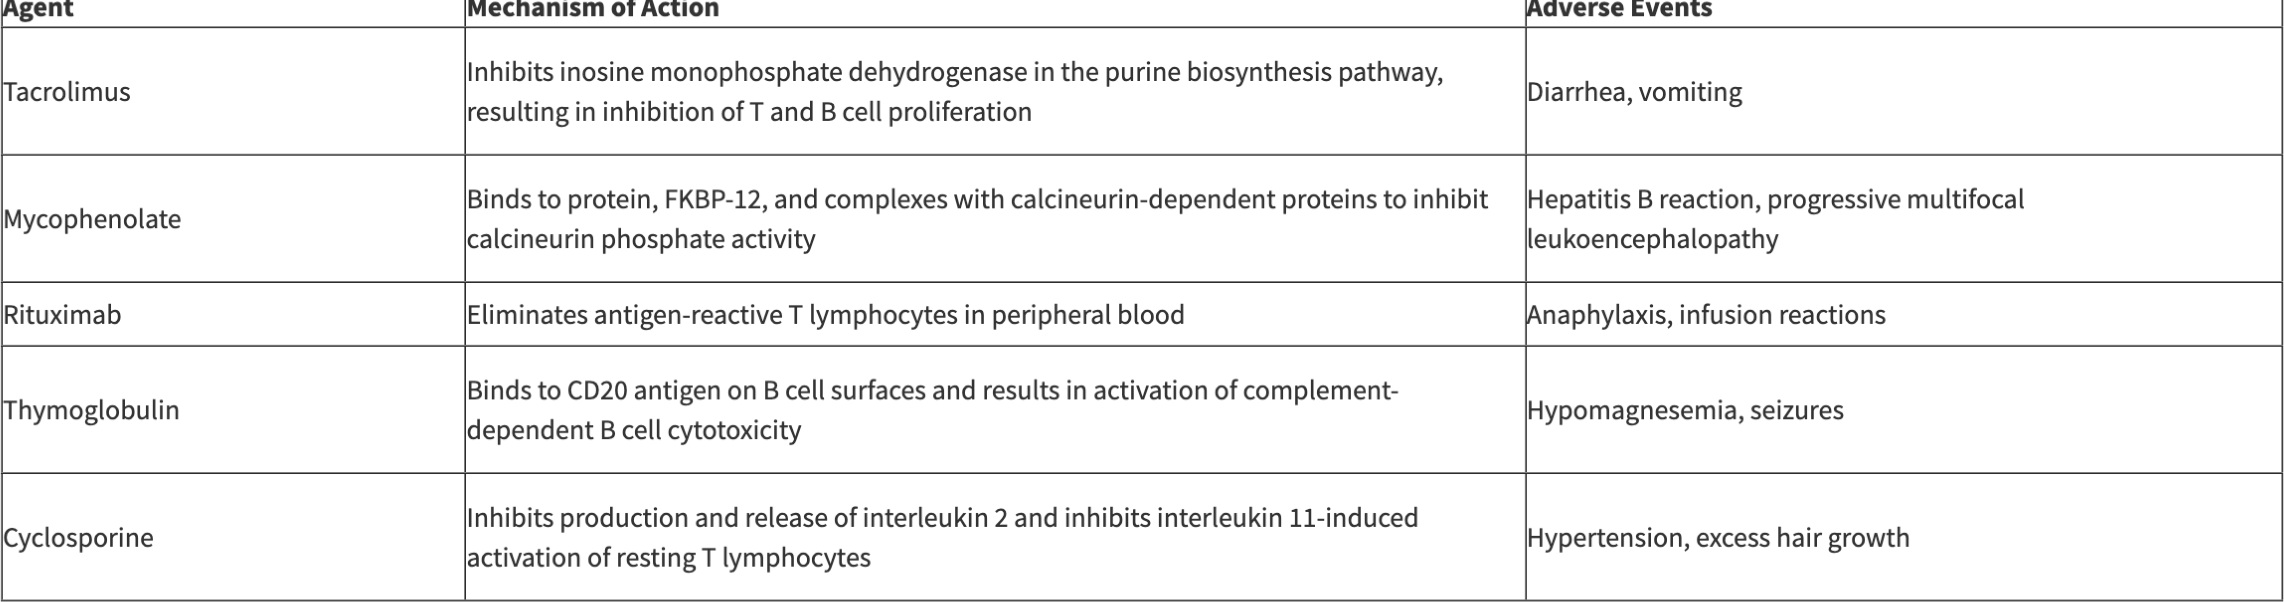 Agent
Mechanism of Action
Adverse Events
Tacrolimus
Inhibits inosine monophosphate dehydrogenase in the purine biosynthesis pathway,
resulting in inhibition of T and B cell proliferation
Diarrhea, vomiting
Mycophenolate
Binds to protein, FKBP-12, and complexes with calcineurin-dependent proteins to inhibit
calcineurin phosphate activity
Hepatitis B reaction, progressive multifocal
leukoencephalopathy
Rituximab
Eliminates antigen-reactive T lymphocytes in peripheral blood
Anaphylaxis, infusion reactions
Thymoglobulin
Binds to CD20 antigen on B cell surfaces and results in activation of complement-
dependent B cell cytotoxicity
Hypomagnesemia, seizures
Cyclosporine
Inhibits production and release of interleukin 2 and inhibits interleukin 11-induced
activation of resting T lymphocytes
Hypertension, excess hair growth